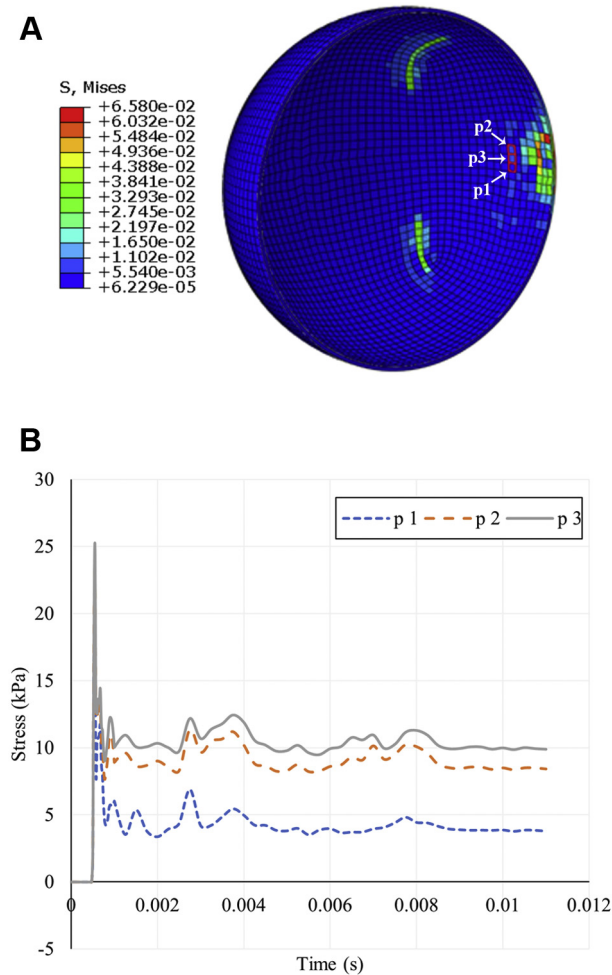 A
S, Mises
+6.580e-02
+6.032e-02
+5.484e-02
+4.936e-02
+4.388e-02
+3.841e-02
+3.293e-02
+2.745e-02
+2.197e-02
+1.650e-02
+1.102e-02
+5.540e-03
+6.229e-05
p2
p3
p1
B
30
25
20
15
10
5
0
-5
Stress (kPa)
p 1 p 2 p 3
0 0.002 0.004 0.006 0.008 0.01 0.012
Time (s)